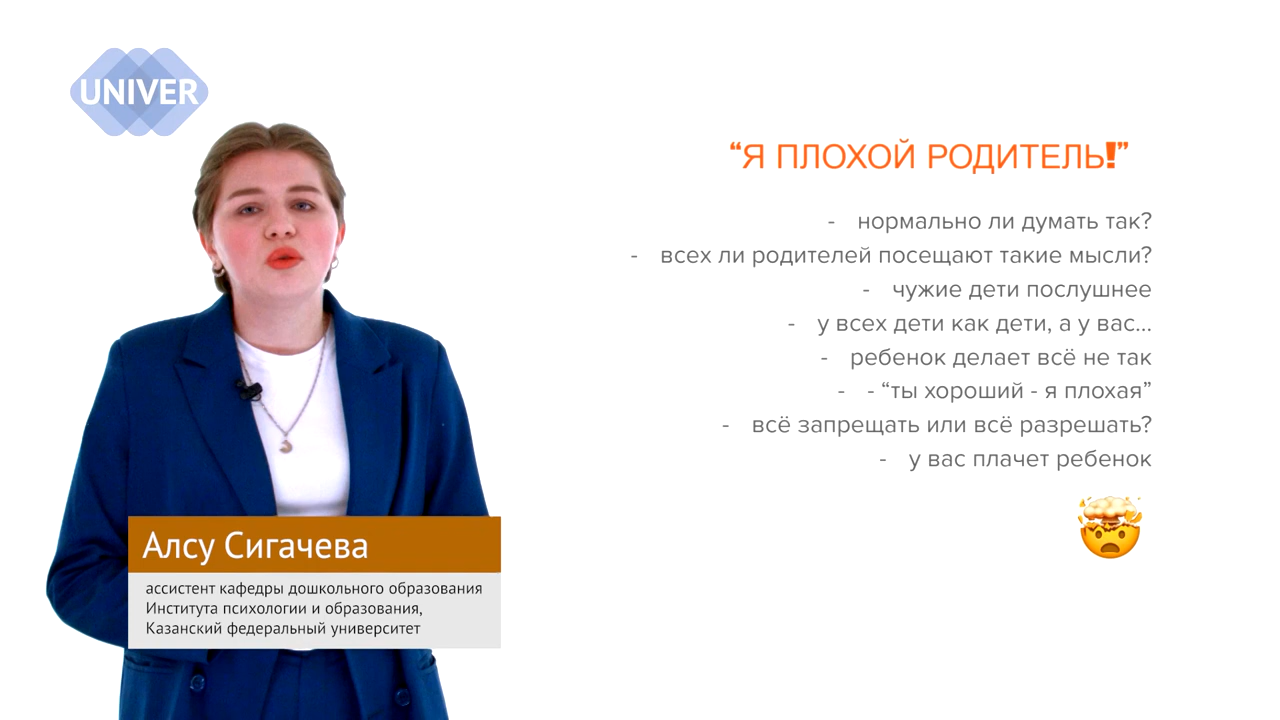 UNIVER
“Я ПЛОХОЙ РОДИТЕЛЬ!”
- нормально ли думать так?
- всех ли родителей посещают такие мысли?
- чужие дети послушнее
- у всех дети как дети, а у вас...
- ребенок делает всё не так
- - “ты хороший - я плохая”
- всё запрещать или всё разрешать?
- у вас плачет ребенок
Алсу Сигачева
ассистент кафедры дошкольного образования
Института психологии и образования,
Казанский федеральный университет